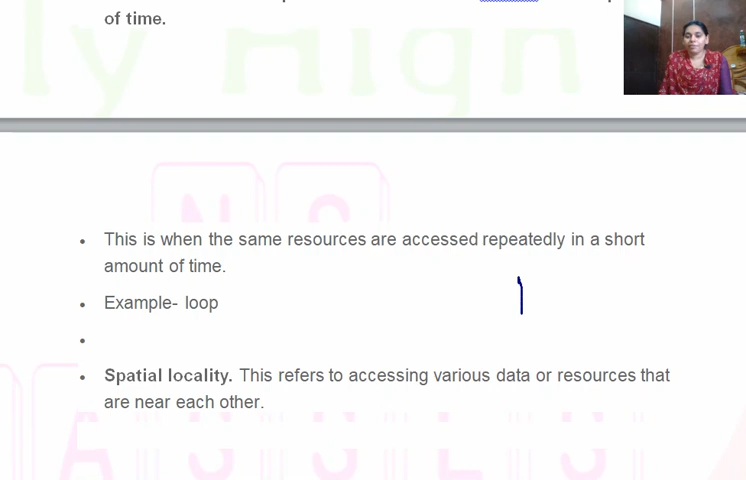 of time.
This is when the same resources are accessed repeatedly in a short
amount of time.
Example- loop
Spatial locality. This refers to accessing various data or resources that
are near each other.